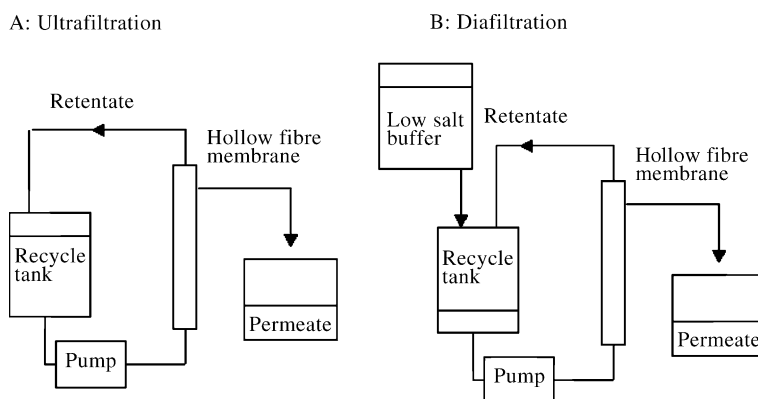 A: Ultrafiltration
Retentate
Hollow fibre
membrane
Recycle
tank
Permeate
Pump
B: Diafiltration
Low salt
buffer
Retentate
Hollow fibre
membrane
Recycle
tank
Permeate
Pump